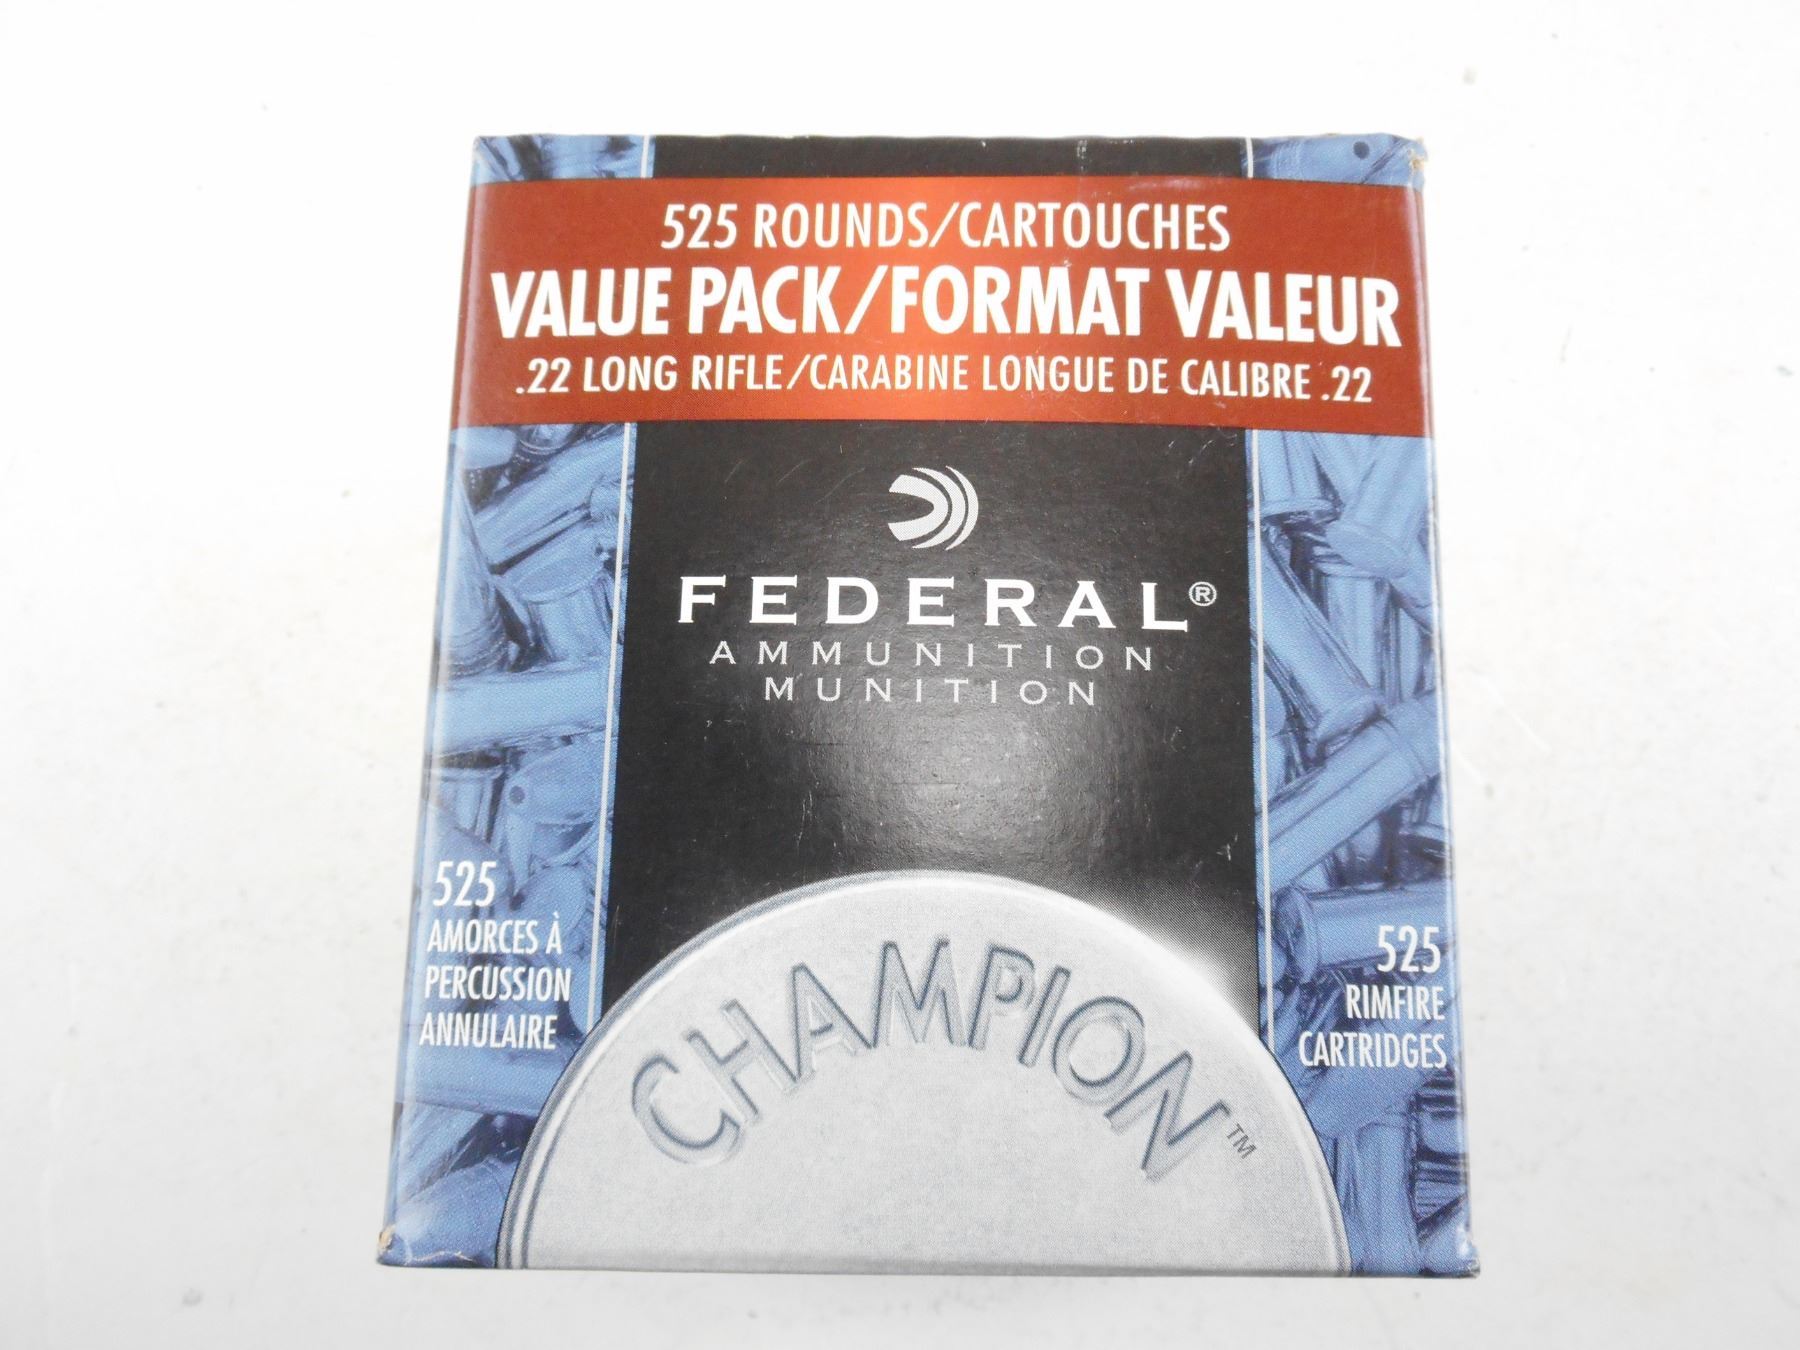 525 ROUNDS/CARTOUCHES
VALUE PACK/FORMAT VALEUR
.22 LONG RIFLE/CARABINE LONGUE DE CALIBRE .22
FEDERAL®
AMMUNITION
MUNITION
525
AMORCES À
PERCUSSION
ANNULAIRE
525
RIMFIRE
CARTRIDGES
CHAMPION™